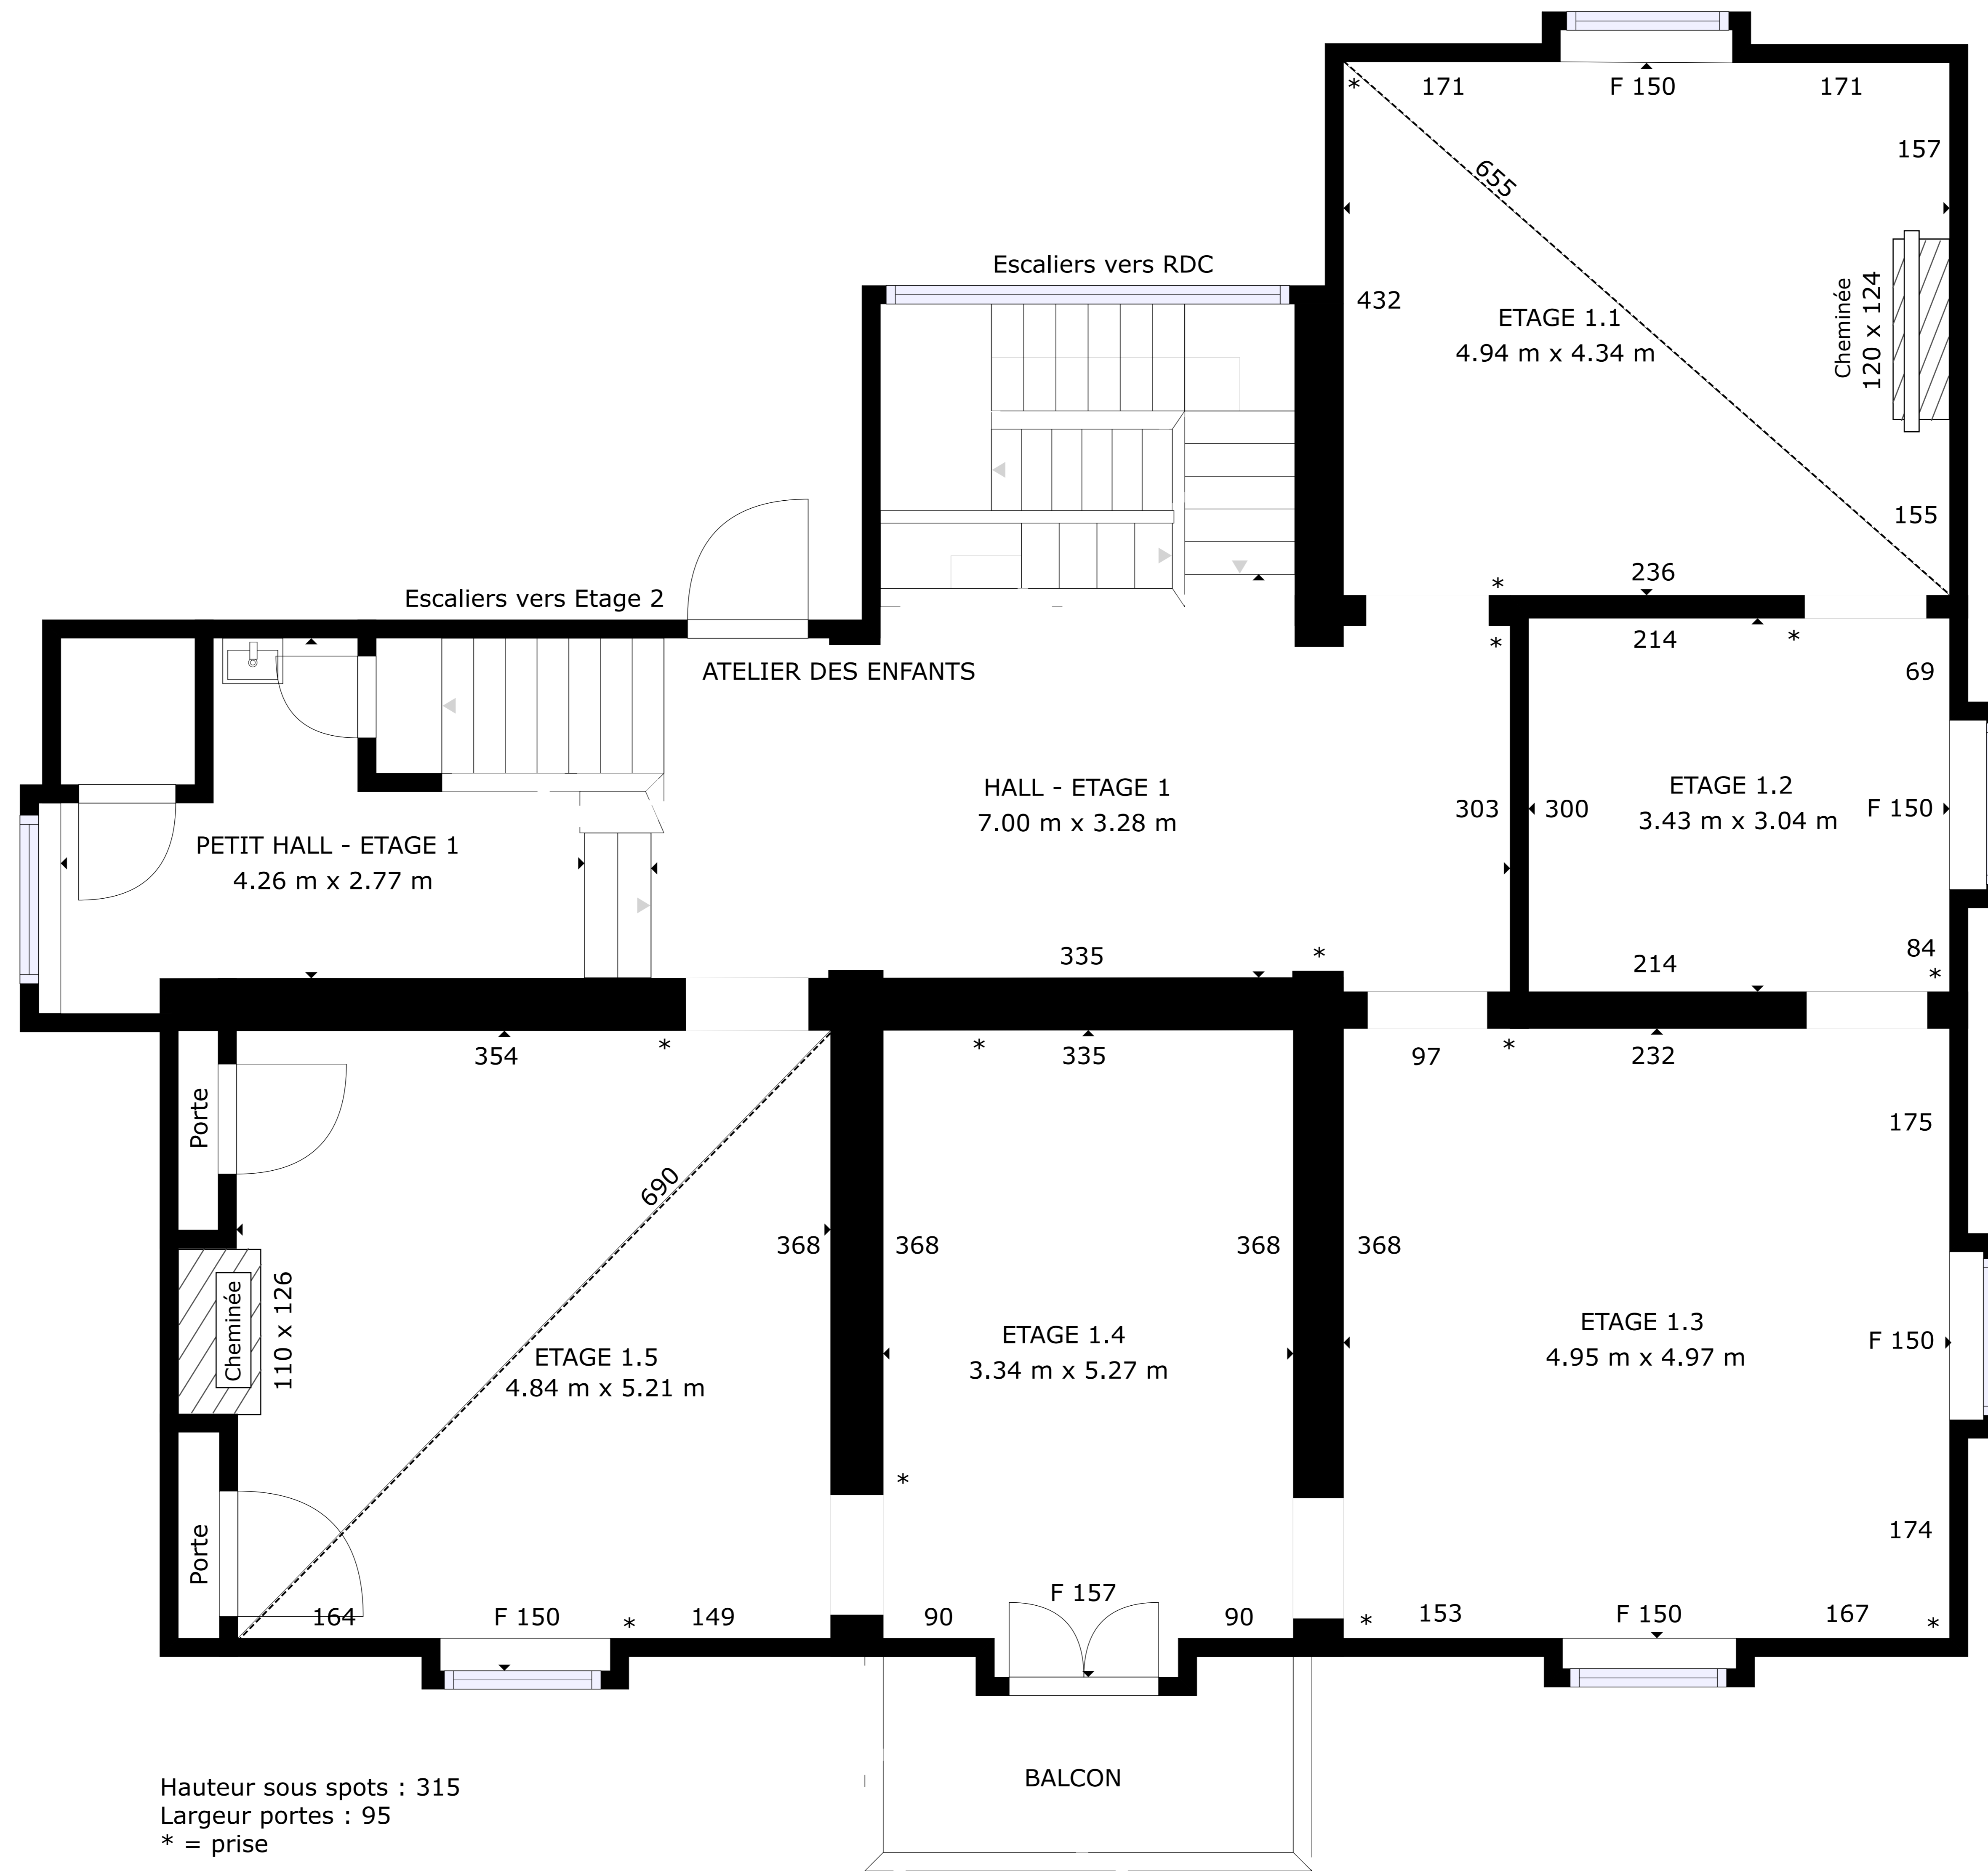 * 171 F 150 171
157
655
Escaliers vers RDC
432
ETAGE 1.1
4.94 m x 4.34 m
Cheminée
120 x 124
155
236
*
Escaliers vers Etage 2
*
214
*
ATELIER DES ENFANTS
69
HALL - ETAGE 1
7.00 m x 3.28 m
303
300
ETAGE 1.2
3.43 m x 3.04 m
F 150
PETIT HALL - ETAGE 1
4.26 m x 2.77 m
335
*
214
84
*
354
*
*
335
97
*
232
Porte
175
690
368
368
368
368
Cheminée
110 x 126
ETAGE 1.5
4.84 m x 5.21 m
ETAGE 1.4
3.34 m x 5.27 m
ETAGE 1.3
4.95 m x 4.97 m
F 150
*
Porte
174
164
F 150
*
149
90
F 157
90
*
153
F 150
167
*
BALCON
Hauteur sous spots : 315
Largeur portes : 95
* = prise